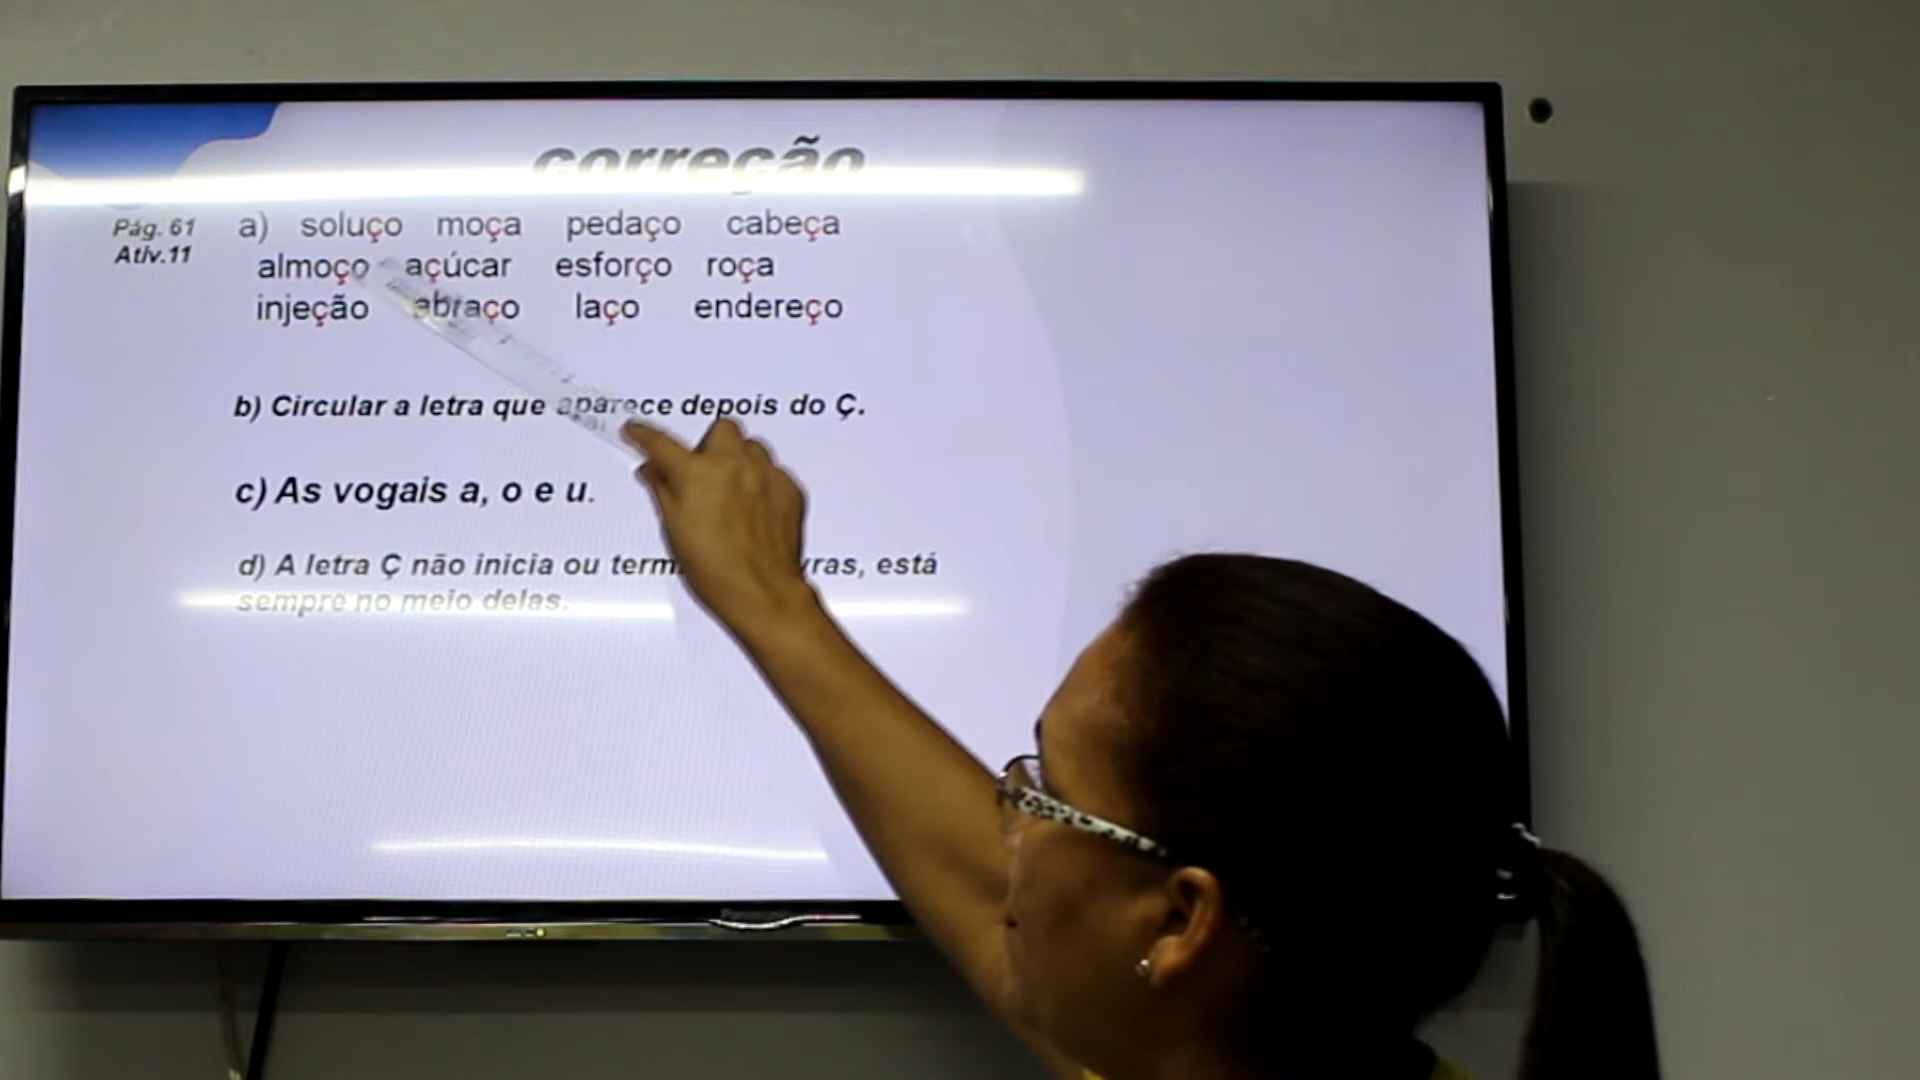 correção
Pág. 61 a) soluço moça pedaço cabeça
Ativ.11
almoço açúcar esforço roça
injeção abraço laço endereço
b) Circular a letra que aparece depois do Ç.
c) As vogais a, o e u.
d) A letra Ç não inicia ou está
sempre no meio delas.